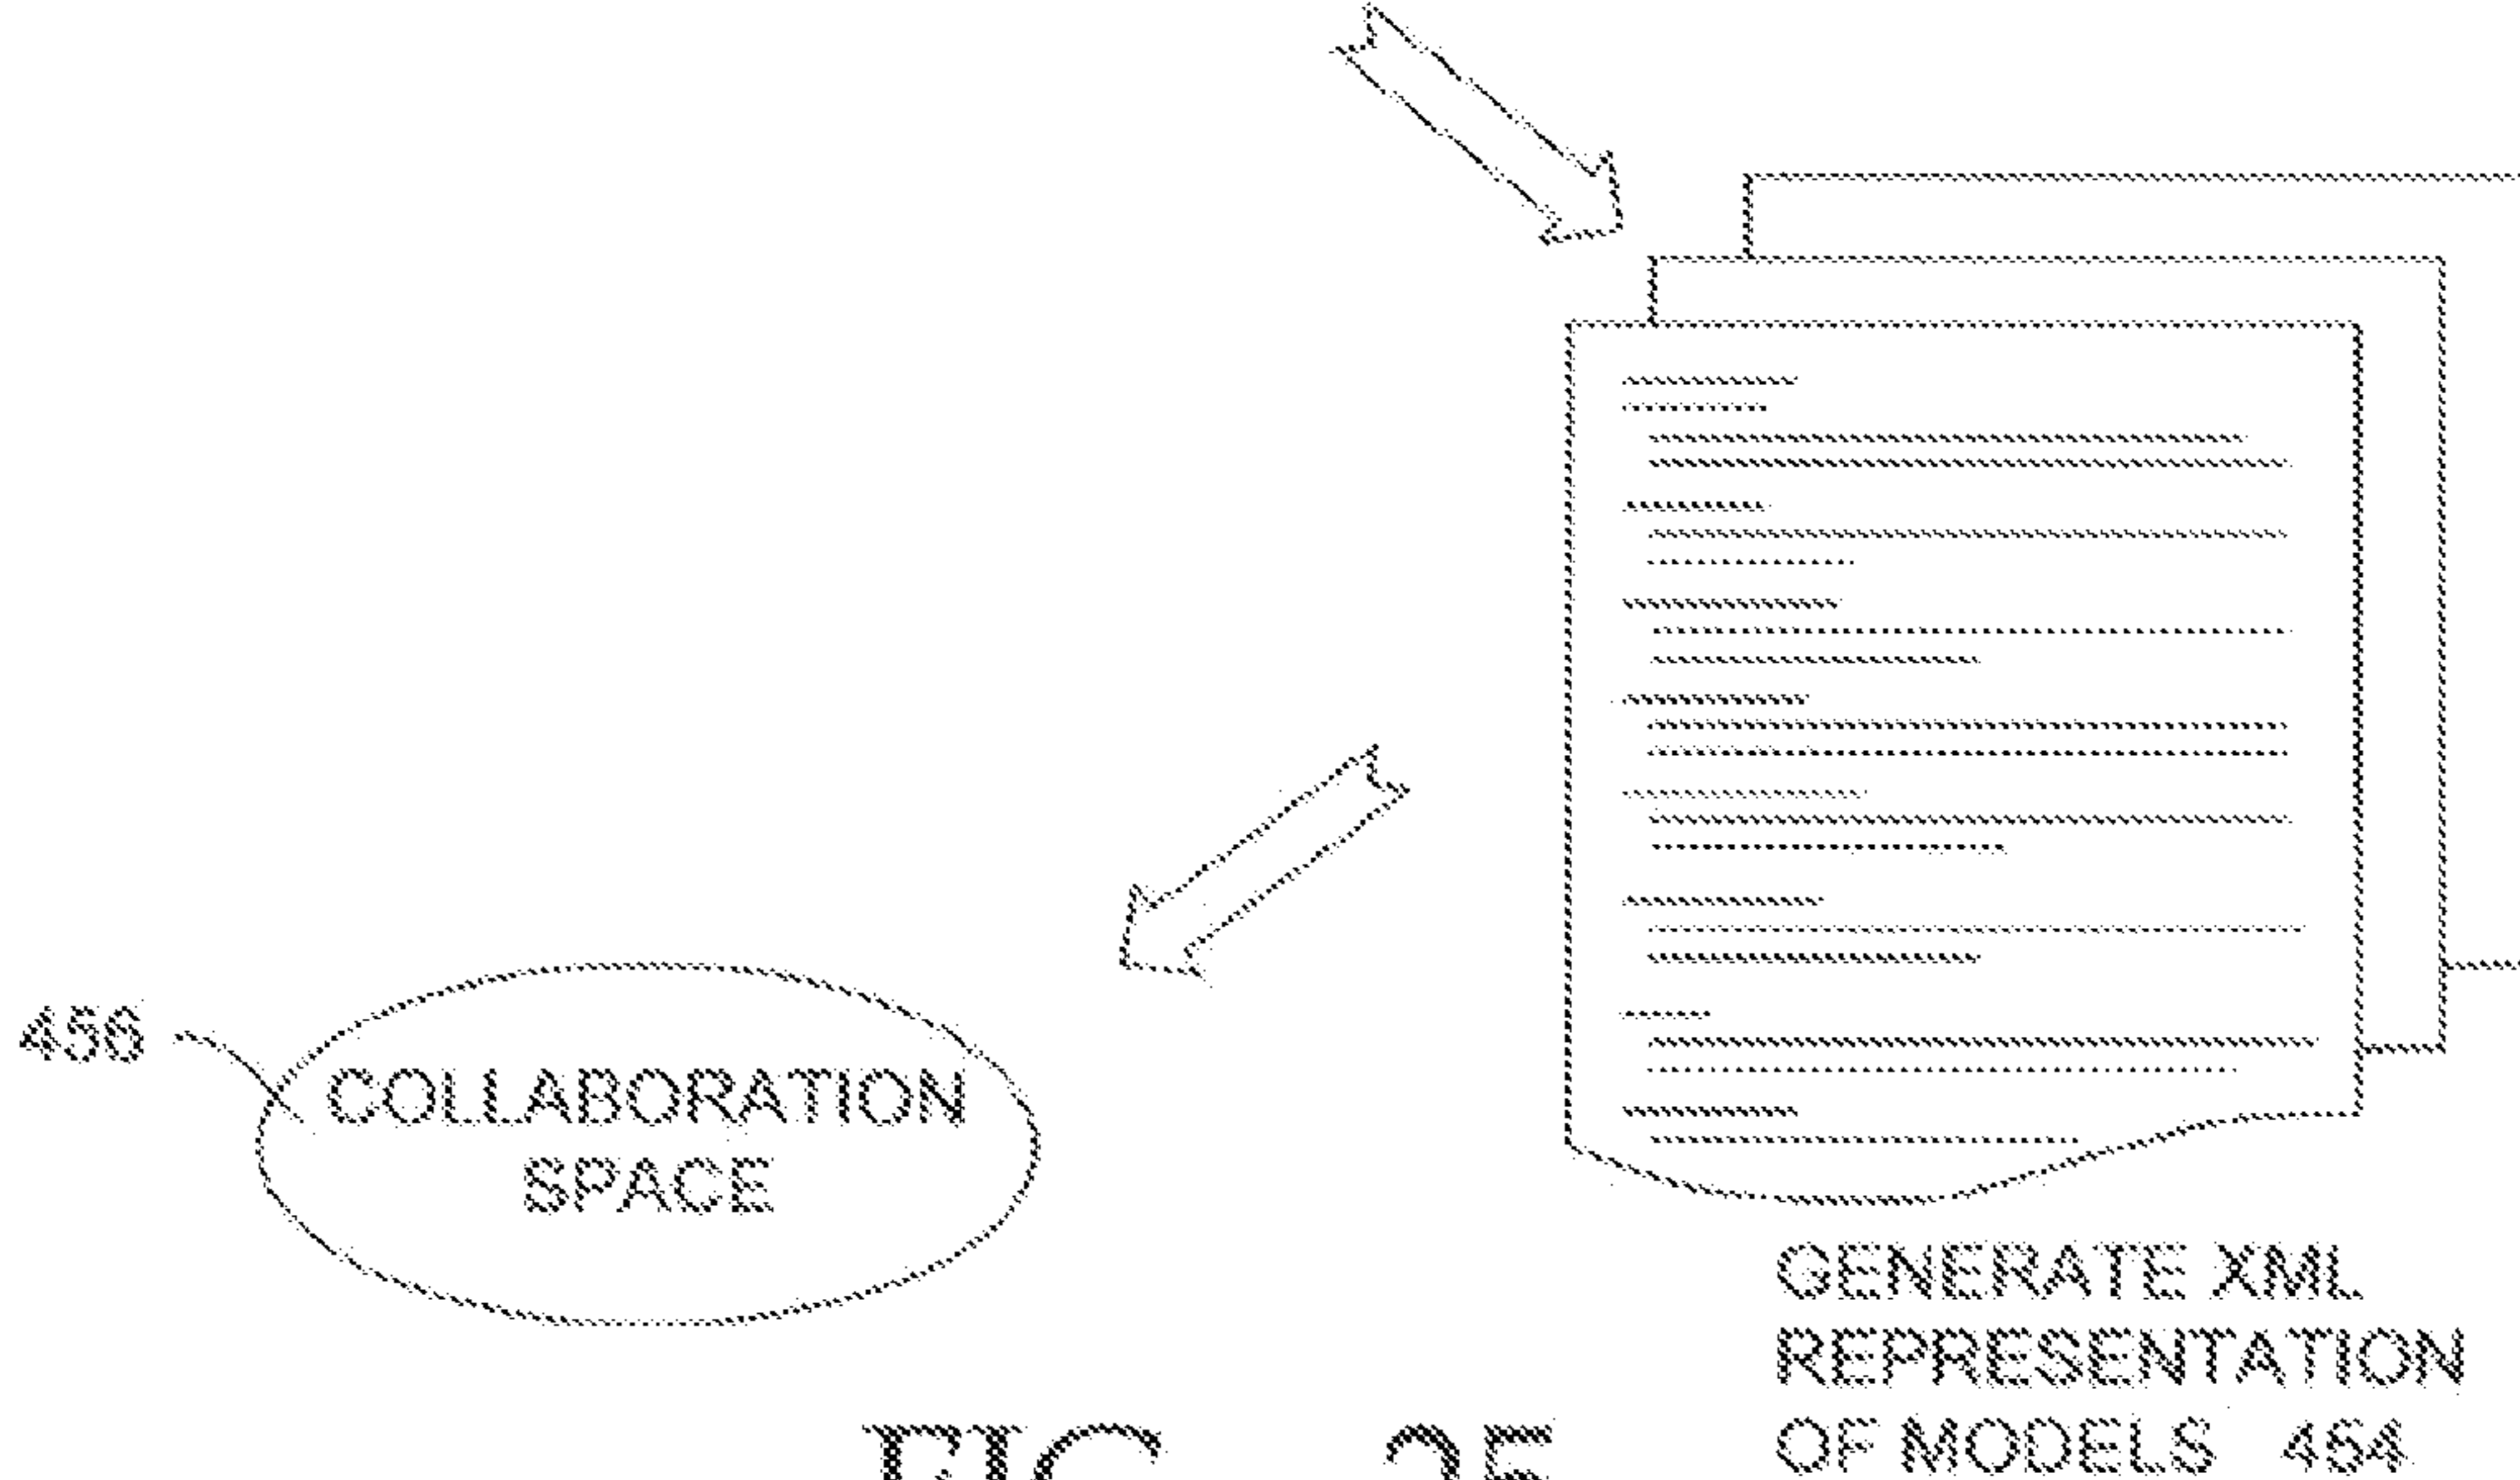 456
COLLABORATION
SPACE
GENERATE XML
REPRESENTATION
OF MODELS 454